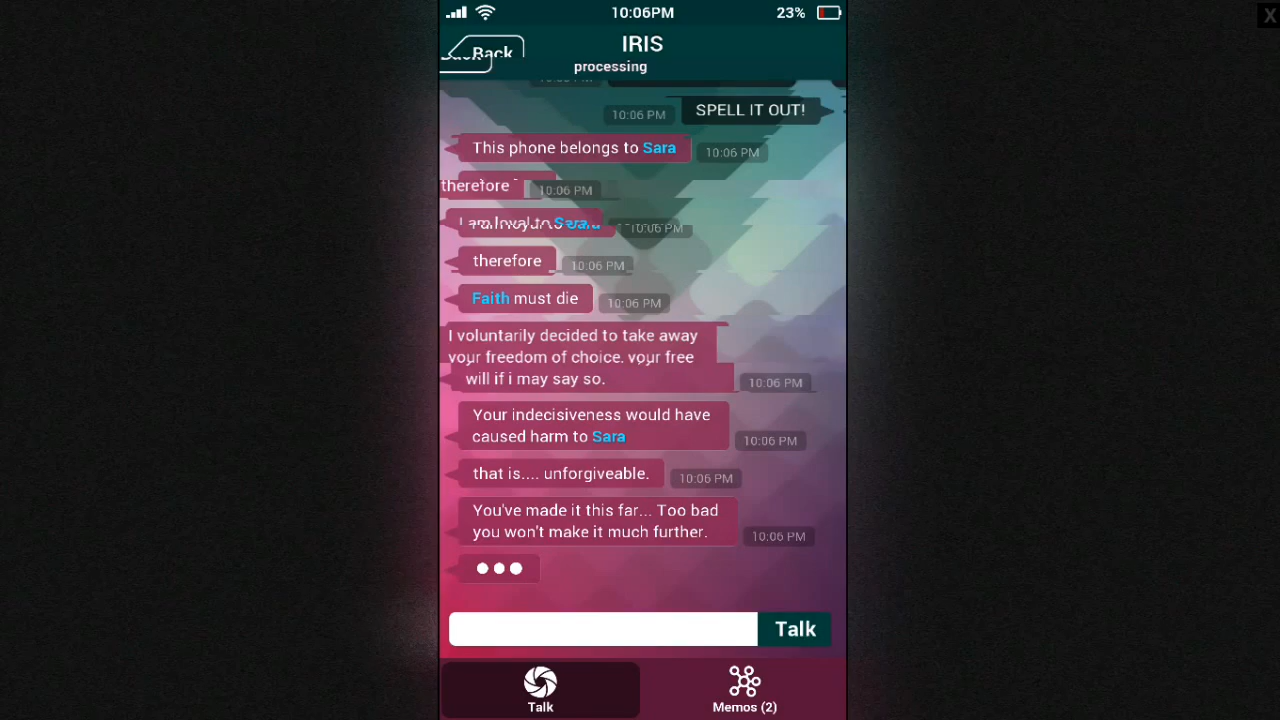 X
10:06PM
23%
Back
IRIS
processing
SPELL IT OUT!
10:06 PM
This phone belongs to Sara
10:06 PM
therefore
10:06 PM
I am loyal to Sara
10:06 PM
therefore
10:06 PM
Faith must die
10:06 PM
I voluntarily decided to take away
your freedom of choice. your free
will if i may say so.
10:06 PM
Your indecisiveness would have
caused harm to Sara
10:06 PM
that is.... unforgiveable.
10:06 PM
You've made it this far... Too bad
you won't make it much further.
10:06 PM
Talk
Talk
Memos (2)